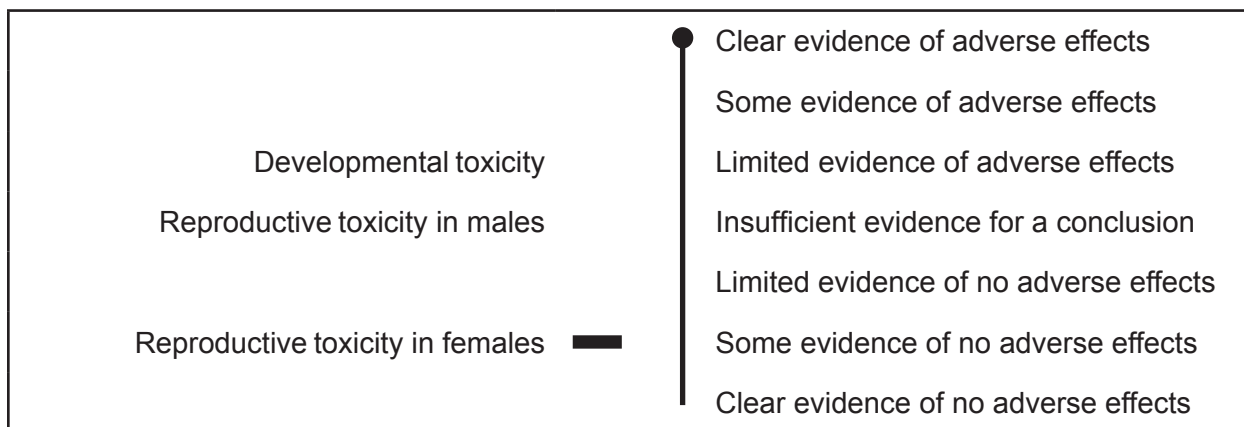 Clear evidence of adverse effects
Some evidence of adverse effects
Developmental toxicity Limited evidence of adverse effects
Reproductive toxicity in males Insufficient evidence for a conclusion
Limited evidence of no adverse effects
Reproductive toxicity in females Some evidence of no adverse effects
Clear evidence of no adverse effects